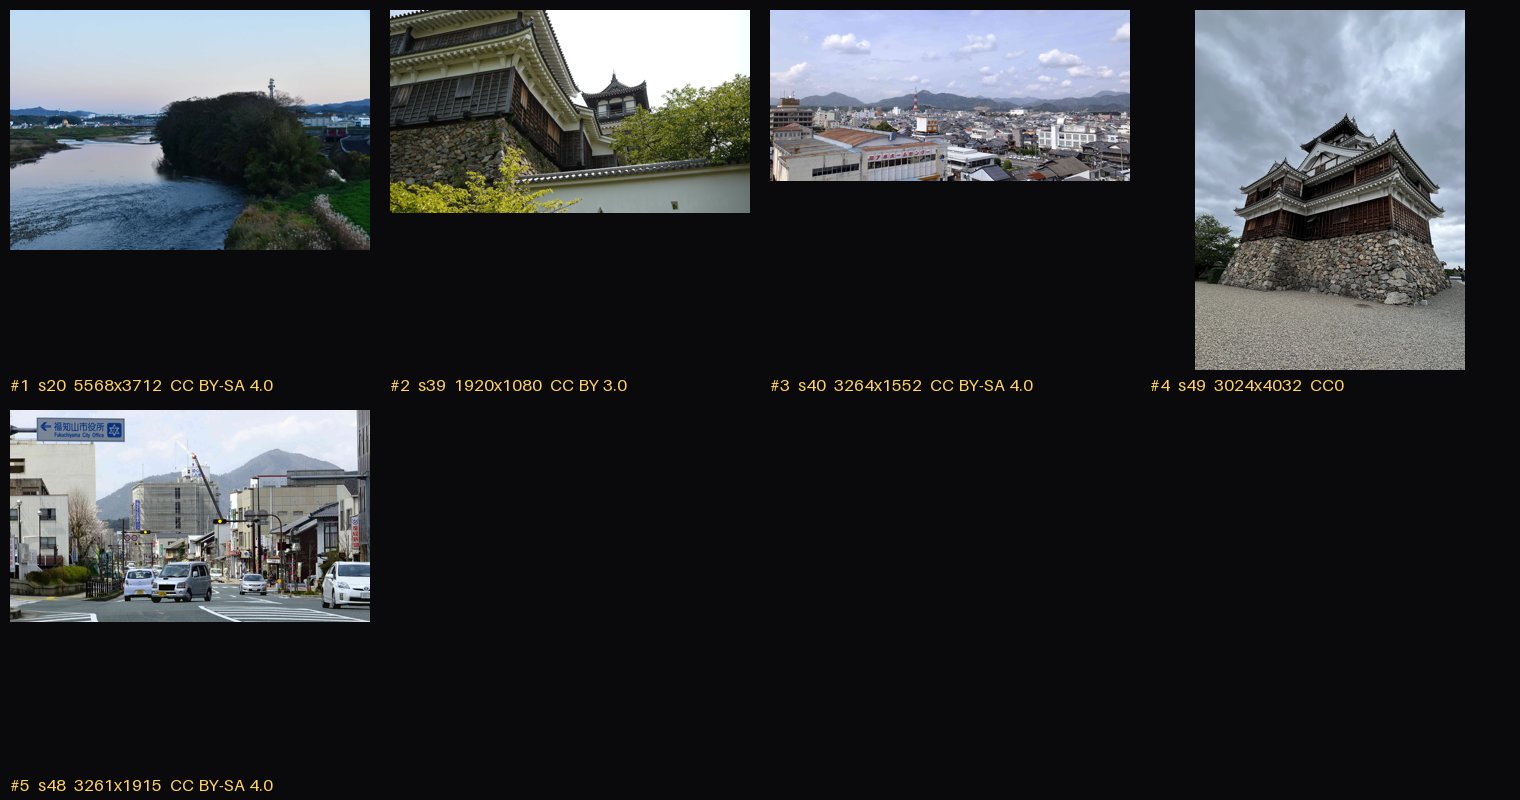 #1 s20 5568x3712 CC BY-SA 4.0
#2 s39 1920x1080 CC BY 3.0
#3 s40 3264x1552 CC BY-SA 4.0
#4 s49 3024x4032 CC0
福知山市役所
Fukuchiyama City Office
#5 s48 3261x1915 CC BY-SA 4.0